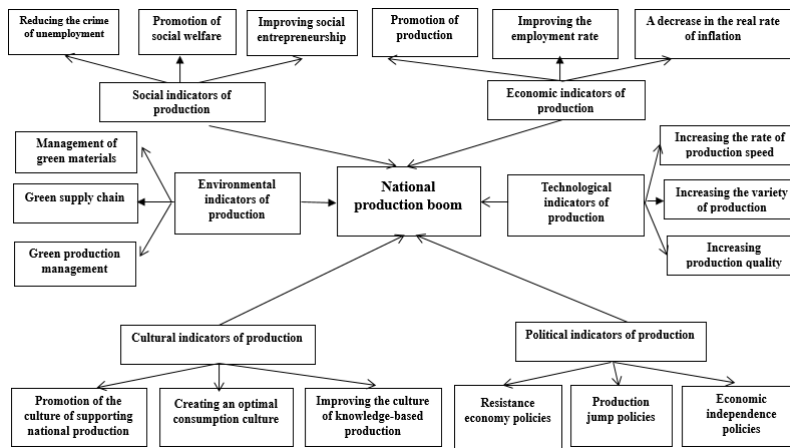 Reducing the crime
of unemployment
Promotion of
social welfare
Improving social
entrepreneurship
Promotion of
production
Improving the
employment rate
A decrease in the real rate
of inflation
Social indicators of
production
Economic indicators of
production
Management of
green materials
Green supply chain
Green production
management
Environmental
indicators of
production
National
production boom
Technological
indicators of
production
Increasing the rate of
production speed
Increasing the variety
of production
Increasing
production quality
Cultural indicators of production
Political indicators of production
Promotion of the
culture of supporting
national production
Creating an optimal
consumption culture
Improving the culture
of knowledge-based
production
Resistance
economy policies
Production
jump policies
Economic
independence
policies